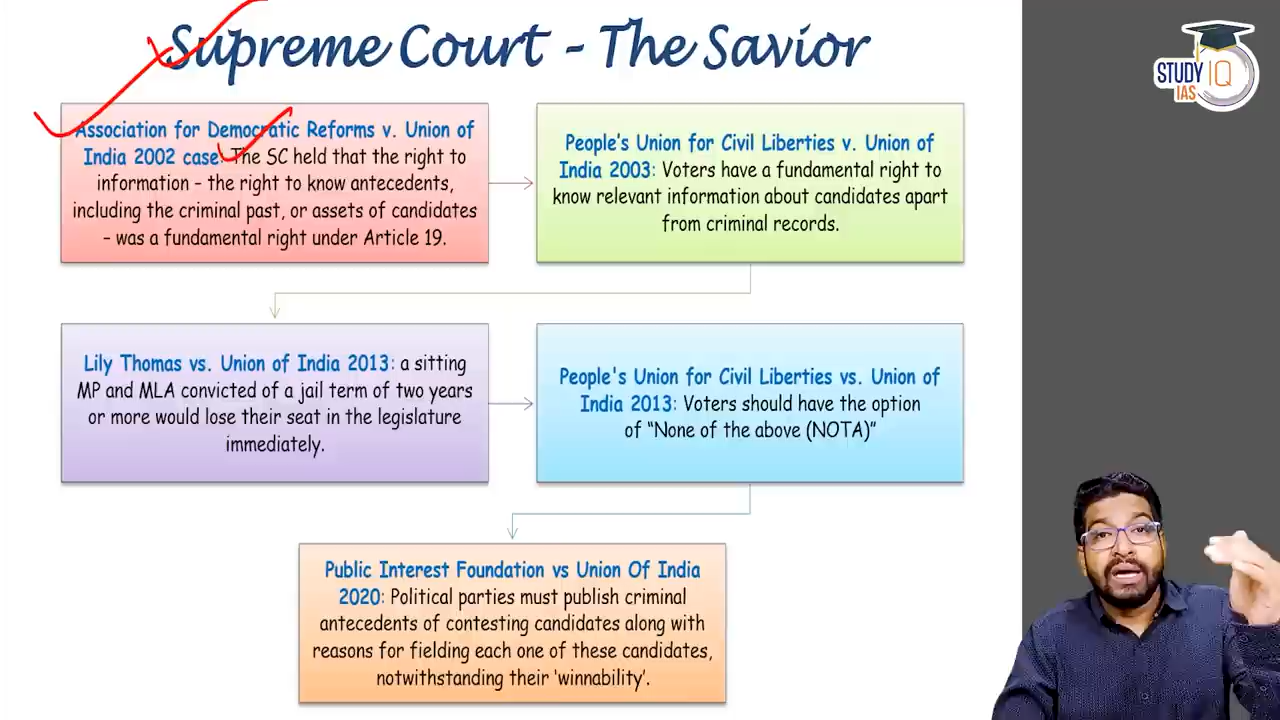 Supreme Court - The Savior
STUDY IQ
IAS
Association for Democratic Reforms v. Union of
India 2002 case: The SC held that the right to
information – the right to know antecedents,
including the criminal past, or assets of candidates
– was a fundamental right under Article 19.
People's Union for Civil Liberties v. Union of
India 2003: Voters have a fundamental right to
know relevant information about candidates apart
from criminal records.
Lily Thomas vs. Union of India 2013: a sitting
MP and MLA convicted of a jail term of two years
or more would lose their seat in the legislature
immediately.
People's Union for Civil Liberties vs. Union of
India 2013: Voters should have the option
of “None of the above (NOTA)”
Public Interest Foundation vs Union Of India
2020: Political parties must publish criminal
antecedents of contesting candidates along with
reasons for fielding each one of these candidates,
notwithstanding their ‘winnability’.